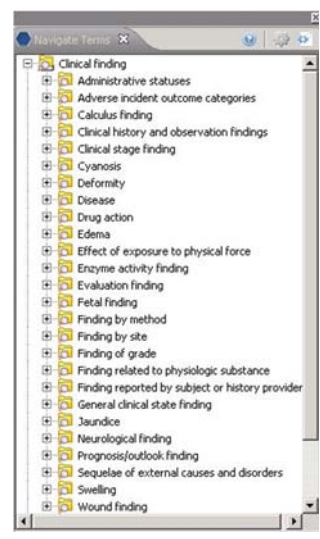 Navigate Terms
Clinical finding
Administrative statuses
Adverse incident outcome categories
Calculus finding
Clinical history and observation findings
Clinical stage finding
Cyanosis
Deformity
Disease
Drug action
Edema
Effect of exposure to physical force
Enzyme activity finding
Evaluation finding
Fetal finding
Finding by method
Finding by site
Finding of grade
Finding related to physiologic substance
Finding reported by subject or history provider
General clinical state finding
Jaundice
Neurological finding
Prognosis/outlook finding
Sequelae of external causes and disorders
Swelling
Wound finding